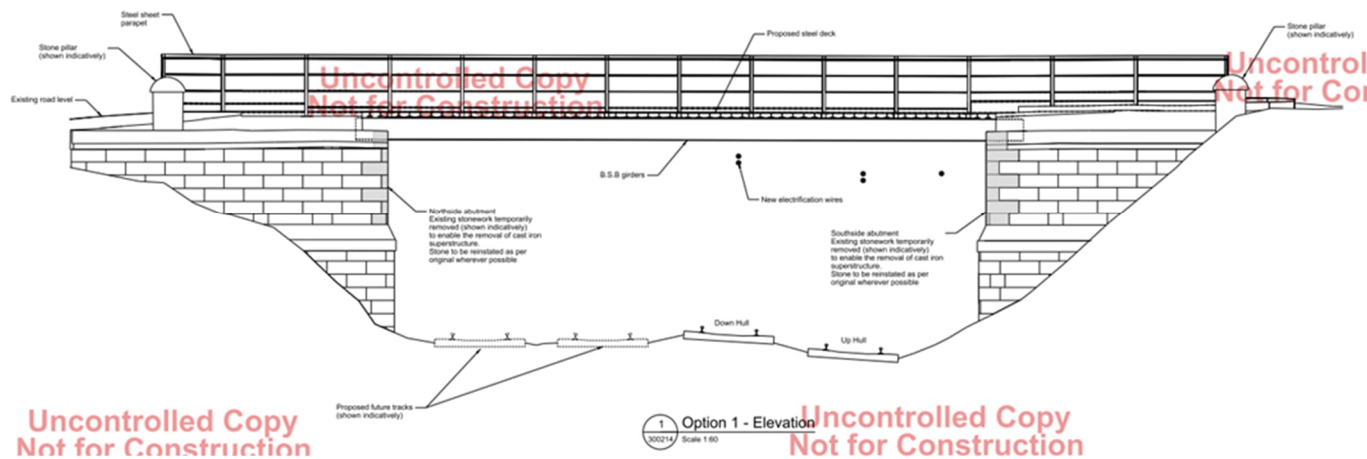 Steel sheet
parapet
Stone pillar
(shown indicatively)
Proposed steel deck
Stone pillar
(shown indicatively)
Uncontrolled Copy
Not for Construction
Uncontrol
Not for Cor
Existing road level
B.S.B girders
New electrification wires
Northside abutment
Existing stonework temporarily
removed (shown indicatively)
to enable the removal of cast iron
superstructure.
Stone to be reinstated as per
original wherever possible
Southside abutment
Existing stonework temporarily
removed (shown indicatively)
to enable the removal of cast iron
superstructure.
Stone to be reinstated as per
original wherever possible
Down Hull
Up Hull
Proposed future tracks
(shown indicatively)
1
300214
Option 1 - Elevation
Scale 1:60
Uncontrolled Copy
Not for Construction
Uncontrolled Copy
Not for Construction